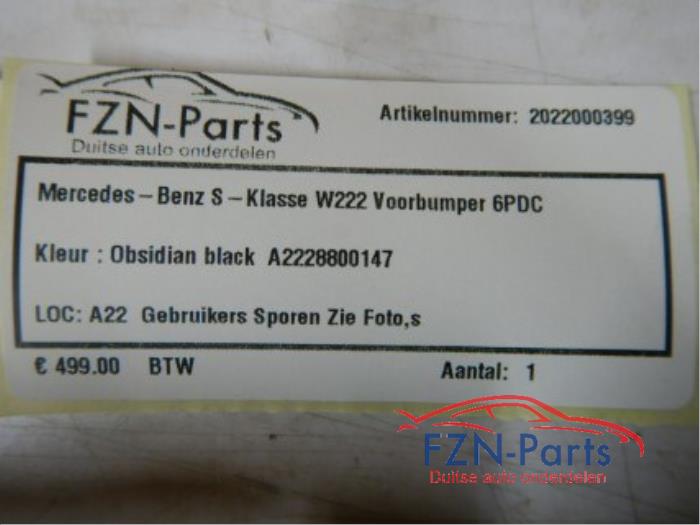 FZN-Parts
Duitse auto onderdelen
Artikelnummer: 2022000399
Mercedes-Benz S-Klasse W222 Voorbumper 6PDC
Kleur : Obsidian black A2228800147
LOC: A22 Gebruikers Sporen Zie Foto,s
€ 499.00 BTW
Aantal: 1
FZN-Parts
Duitse auto onderdelen